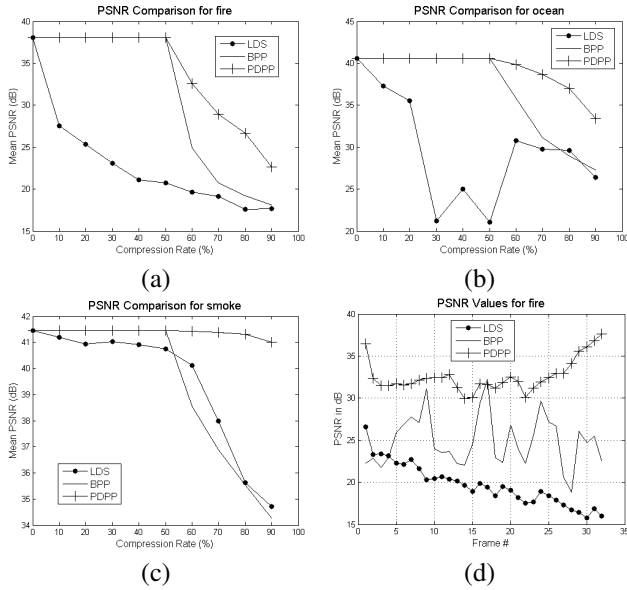 PSNR Comparison for fire
40
35
30
25
20
15
Mean PSNR (dB)
LDS
BPP
PDPP
0 10 20 30 40 50 60 70 80 90 100
Compression Rate (%)
(a)
PSNR Comparison for ocean
45
40
35
30
25
20
Mean PSNR (dB)
LDS
BPP
PDPP
0 10 20 30 40 50 60 70 80 90 100
Compression Rate (%)
(b)
PSNR Comparison for smoke
42
41
40
39
38
37
36
35
34
Mean PSNR (dB)
LDS
BPP
PDPP
0 10 20 30 40 50 60 70 80 90 100
Compression Rate (%)
(c)
PSNR Values for fire
40
35
30
25
20
15
PSNR in dB
LDS
BPP
PDPP
0 5 10 15 20 25 30 35
Frame #
(d)